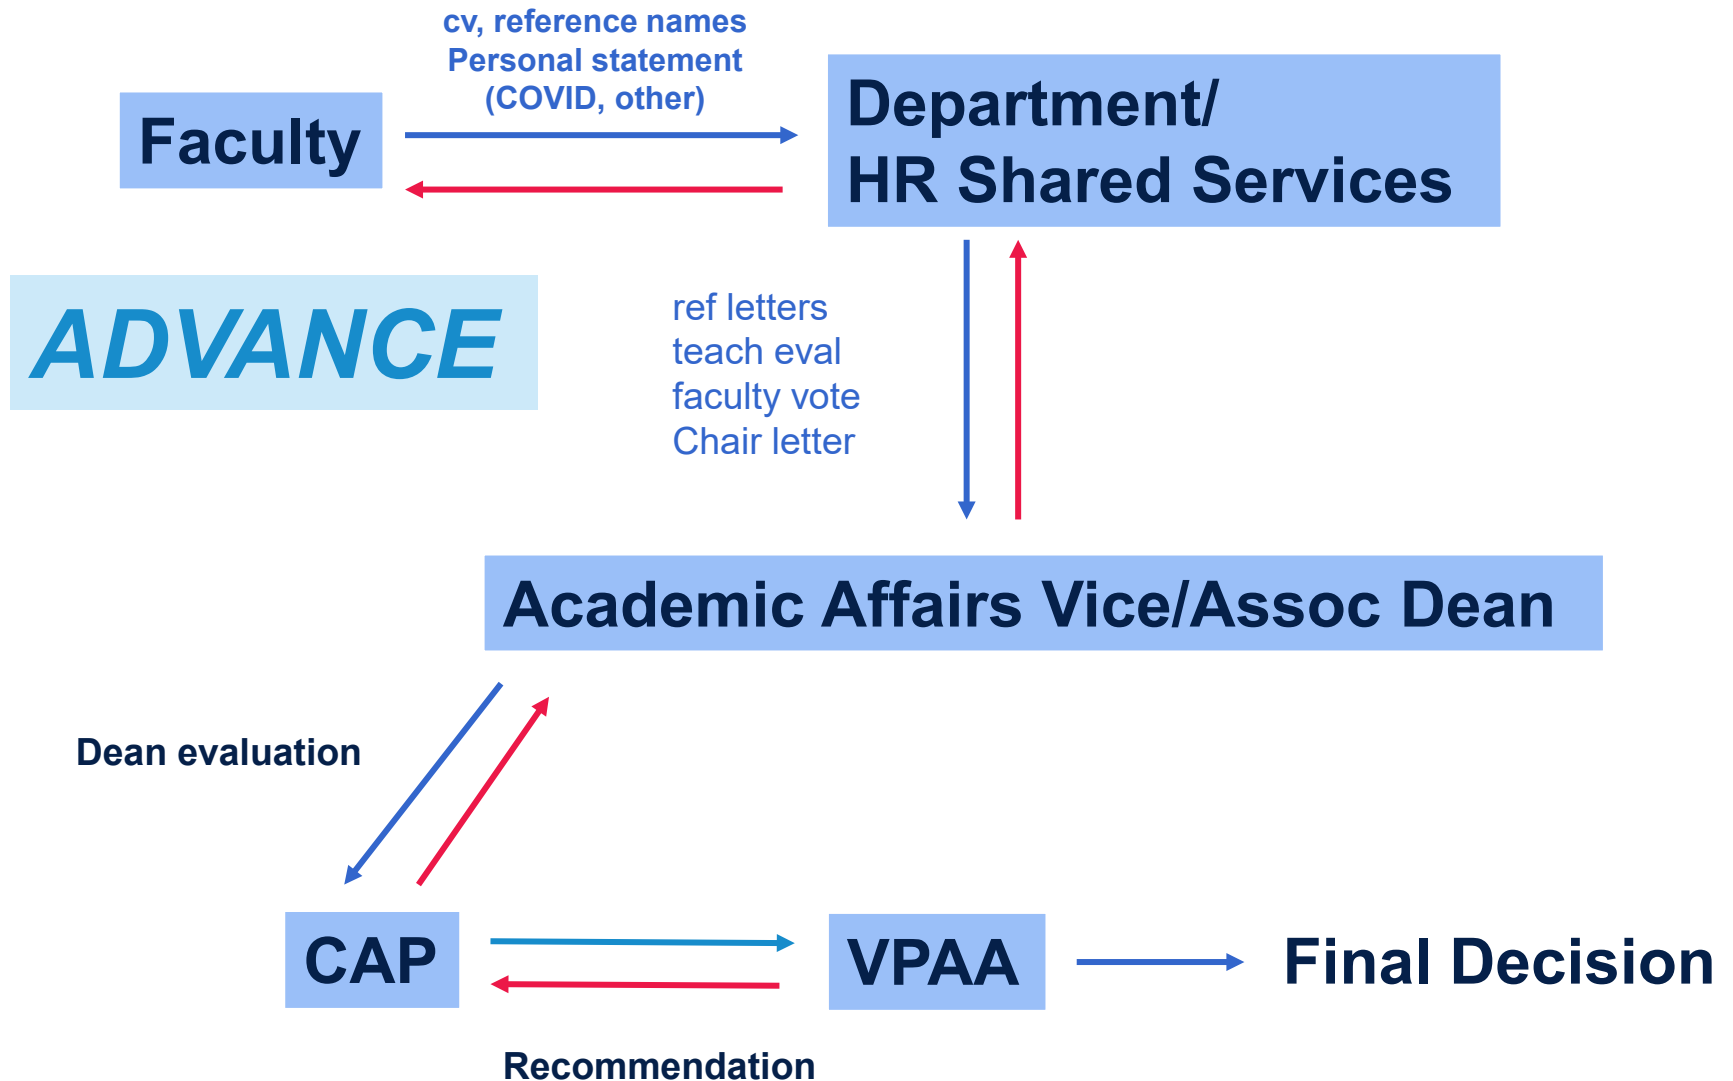 cv, reference names
Personal statement
(COVID, other)
Faculty
Department/
HR Shared Services
ADVANCE
ref letters
teach eval
faculty vote
Chair letter
Academic Affairs Vice/Assoc Dean
Dean evaluation
CAP
VPAA
Final Decision
Recommendation